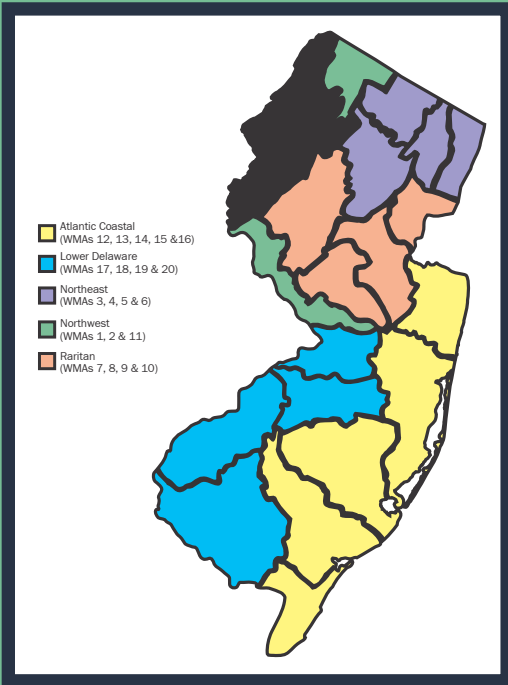 Atlantic Coastal
(WMAs 12, 13, 14, 15 &16)
Lower Delaware
(WMAs 17, 18, 19 & 20)
Northeast
(WMAs 3, 4, 5 & 6)
Northwest
(WMAs 1, 2 & 11)
Raritan
(WMAs 7, 8, 9 & 10)